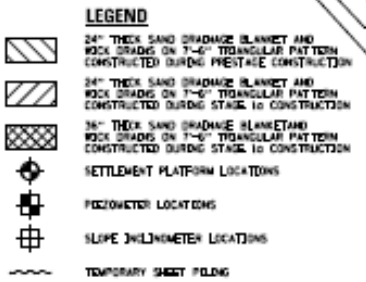 LEGEND
24" THICK SAND DRAINAGE BLANKET AND
WICK DRAINS ON 7'-6" TRIANGULAR PATTERN
CONSTRUCTED DURING PRESTAGE CONSTRUCTION
24" THICK SAND DRAINAGE BLANKET AND
WICK DRAINS ON 7'-6" TRIANGULAR PATTERN
CONSTRUCTED DURING STAGE 1a CONSTRUCTION
36" THICK SAND DRAINAGE BLANKET AND
WICK DRAINS ON 7'-6" TRIANGULAR PATTERN
CONSTRUCTED DURING STAGE 1a CONSTRUCTION
SETTLEMENT PLATFORM LOCATIONS
PIEZOMETER LOCATIONS
SLOPE INCLINOMETER LOCATIONS
TEMPORARY SHEET PILING